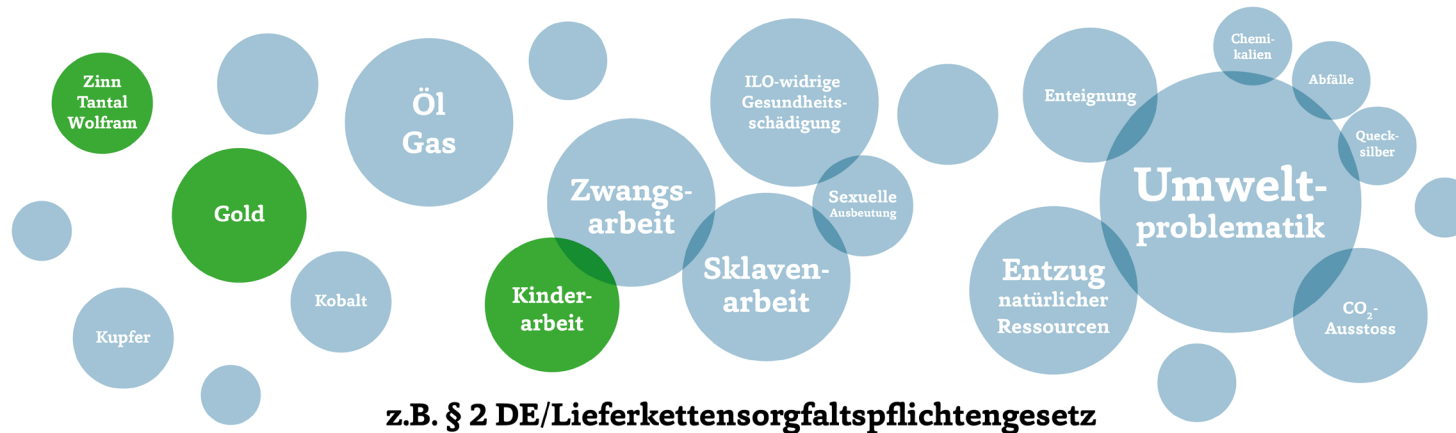 Zinn
Tantal
Wolfram
Gold
Kupfer
Kobalt
Öl
Gas
Zwangs-
arbeit
Kinder-
arbeit
ILO-widrige
Gesundheits-
schädigung
Sexuelle
Ausbeutung
Sklaven-
arbeit
Enteignung
Entzug
natürlicher
Ressourcen
Umwelt-
problematik
Chemi-
kalien
Abfälle
Queck-
silber
CO₂-
Ausstoss
z.B. § 2 DE/Lieferkettensorgfaltspflichtengesetz